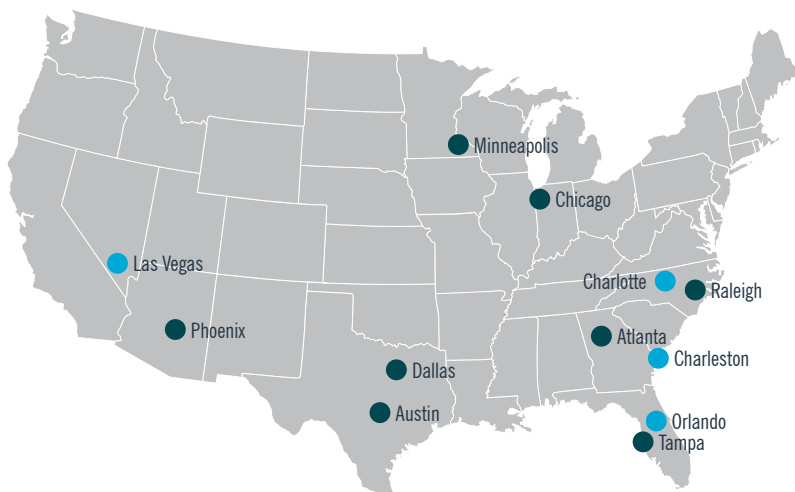 Minneapolis
Chicago
Las Vegas
Charlotte
Raleigh
Phoenix
Atlanta
Charleston
Dallas
Austin
Orlando
Tampa